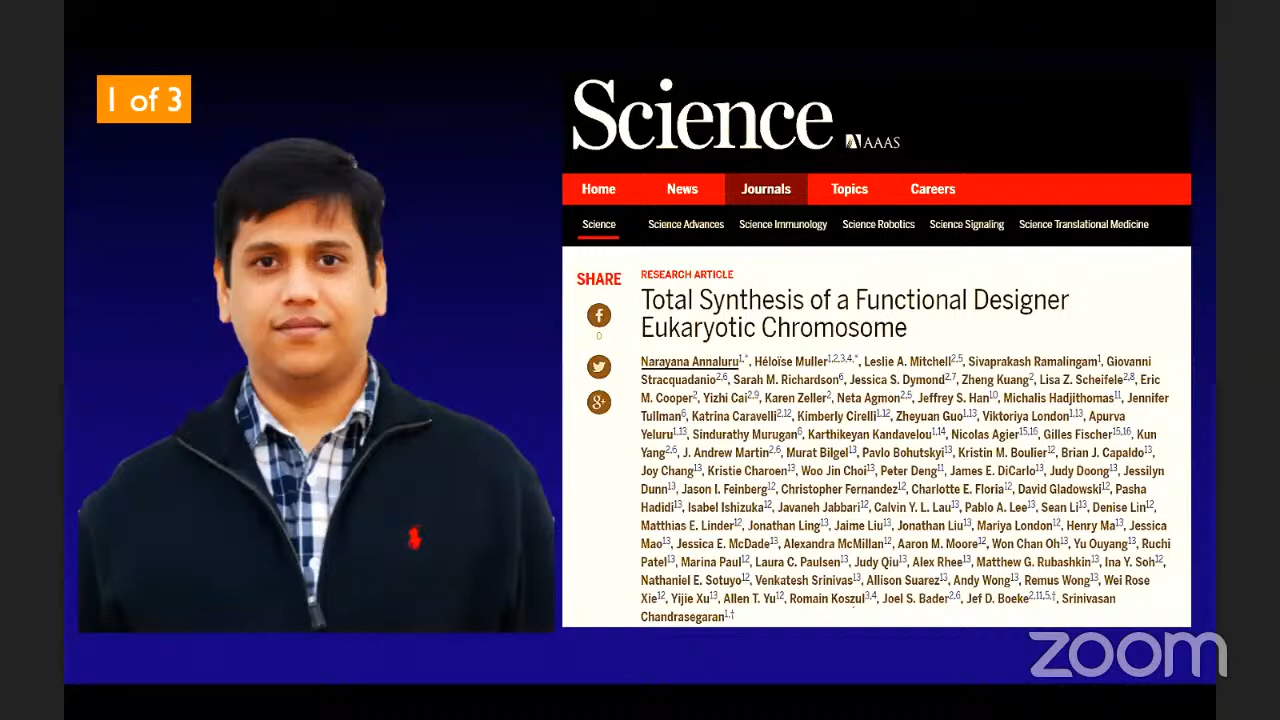 1 of 3
Science
AAAS
Home News Journals Topics Careers
Science Science Advances Science Immunology Science Robotics Science Signaling Science Translational Medicine
SHARE
0
RESEARCH ARTICLE
Total Synthesis of a Functional Designer
Eukaryotic Chromosome
Narayana Annaluru1,*, Héloïse Muller1,2,3,4,*, Leslie A. Mitchell2,5, Sivaprakash Ramalingam1, Giovanni
Stracquadanio2,6, Sarah M. Richardson6, Jessica S. Dymond2,7, Zheng Kuang2, Lisa Z. Scheifele2,8, Eric
M. Cooper2, Yizhi Cai2,9, Karen Zeller2, Neta Agmon2,5, Jeffrey S. Han10, Michalis Hadjithomas11, Jennifer
Tullman6, Katrina Caravelli2,12, Kimberly Cirelli1,12, Zheyuan Guo1,13, Viktoriya London1,13, Apurva
Yeluru1,13, Sindurathy Murugan6, Karthikeyan Kandavelou1,14, Nicolas Agier15,16, Gilles Fischer15,16, Kun
Yang2,6, J. Andrew Martin2,6, Murat Bilgel13, Pavlo Bohutskyi13, Kristin M. Boulier12, Brian J. Capaldo13,
Joy Chang13, Kristie Charoen13, Woo Jin Choi13, Peter Deng11, James E. DiCarlo13, Judy Doong13, Jessilyn
Dunn13, Jason I. Feinberg12, Christopher Fernandez12, Charlotte E. Floria12, David Gladowski12, Pasha
Hadidi13, Isabel Ishizuka12, Javaneh Jabbari12, Calvin Y. L. Lau13, Pablo A. Lee13, Sean Li13, Denise Lin12,
Matthias E. Linder12, Jonathan Ling13, Jaime Liu13, Jonathan Liu13, Mariya London12, Henry Ma13, Jessica
Mao13, Jessica E. McDade13, Alexandra McMillan12, Aaron M. Moore12, Won Chan Oh13, Yu Ouyang13, Ruchi
Patel13, Marina Paul12, Laura C. Paulsen13, Judy Qiu13, Alex Rhee13, Matthew G. Rubashkin13, Ina Y. Soh12,
Nathaniel E. Sotuyo12, Venkatesh Srinivas13, Allison Suarez13, Andy Wong13, Remus Wong13, Wei Rose
Xie12, Yijie Xu13, Allen T. Yu12, Romain Koszul3,4, Joel S. Bader2,6, Jef D. Boeke2,11,5,†, Srinivasan
Chandrasegaran1,†
zoom